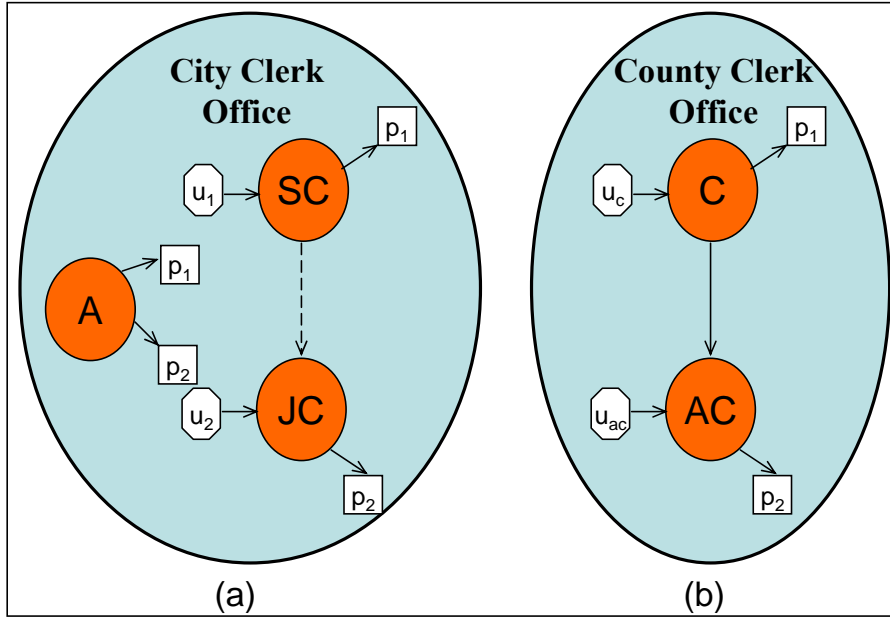 City Clerk
Office
p1
u1
SC
p1
A
p2
u2
JC
p2
(a)
County Clerk
Office
p1
uc
C
uac
AC
p2
(b)